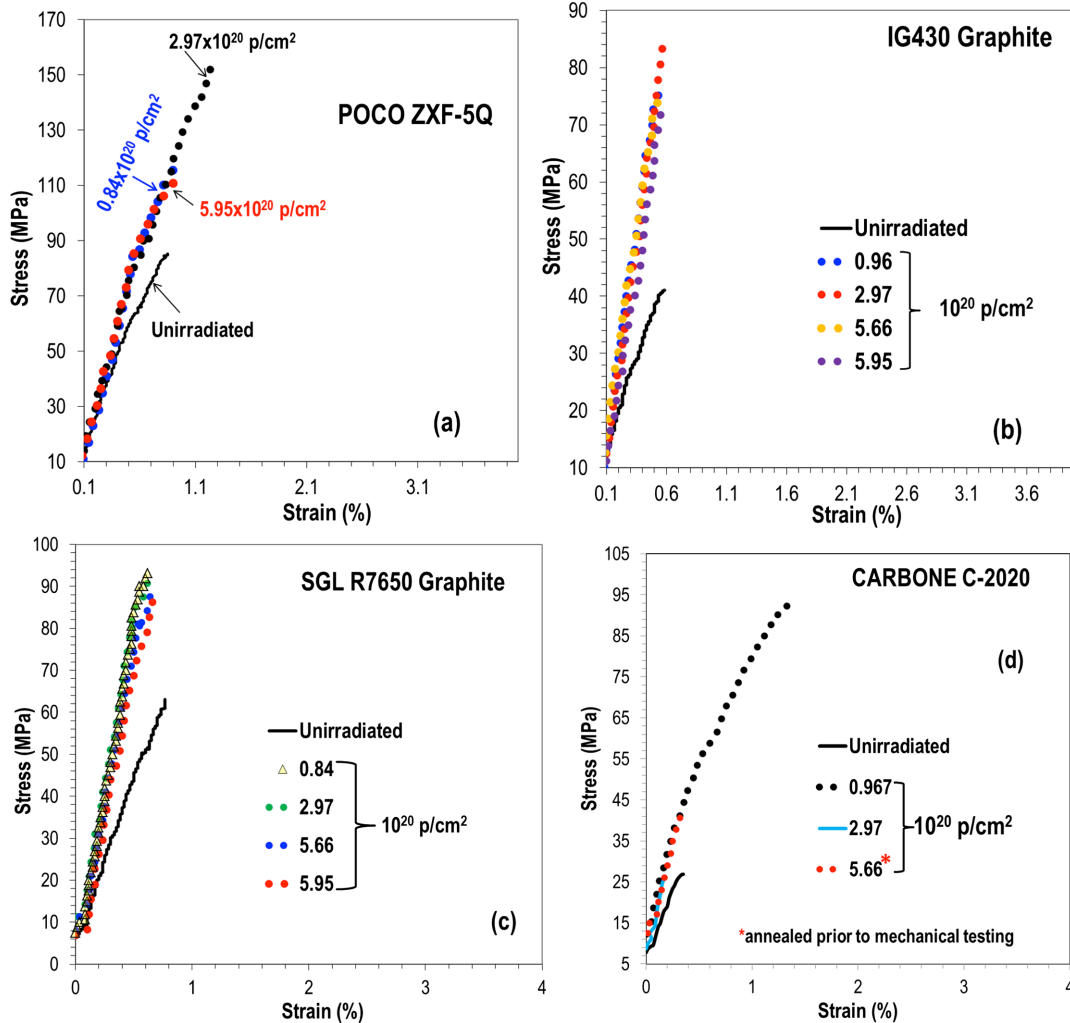 170
150
130
110
90
70
50
30
10
Stress (MPa)
0.1
1.1
2.1
3.1
Strain (%)
2.97x10²⁰ p/cm²
POCO ZXF-5Q
0.84x10²⁰ p/cm²
5.95x10²⁰ p/cm²
Unirradiated
(a)
90
80
70
60
50
40
30
20
10
Stress (MPa)
0.1
0.6
1.1
1.6
2.1
2.6
3.1
3.6
Strain (%)
IG430 Graphite
Unirradiated
0.96
2.97
5.66
5.95
10²⁰ p/cm²
(b)
100
90
80
70
60
50
40
30
20
10
0
Stress (MPa)
0
1
2
3
4
Strain (%)
SGL R7650 Graphite
Unirradiated
0.84
2.97
5.66
5.95
10²⁰ p/cm²
(c)
105
95
85
75
65
55
45
35
25
15
5
Stress (MPa)
0
1
2
3
4
Strain (%)
CARBONE C-2020
(d)
Unirradiated
0.967
2.97
5.66*
10²⁰ p/cm²
*annealed prior to mechanical testing